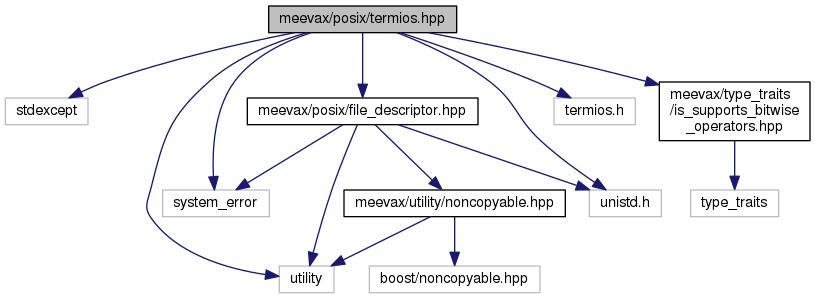 meevax/posix/termios.hpp
stdexcept
meevax/posix/file_descriptor.hpp
termios.h
meevax/type_traits
/is_supports_bitwise
_operators.hpp
system_error
meevax/utility/noncopyable.hpp
unistd.h
type_traits
utility
boost/noncopyable.hpp